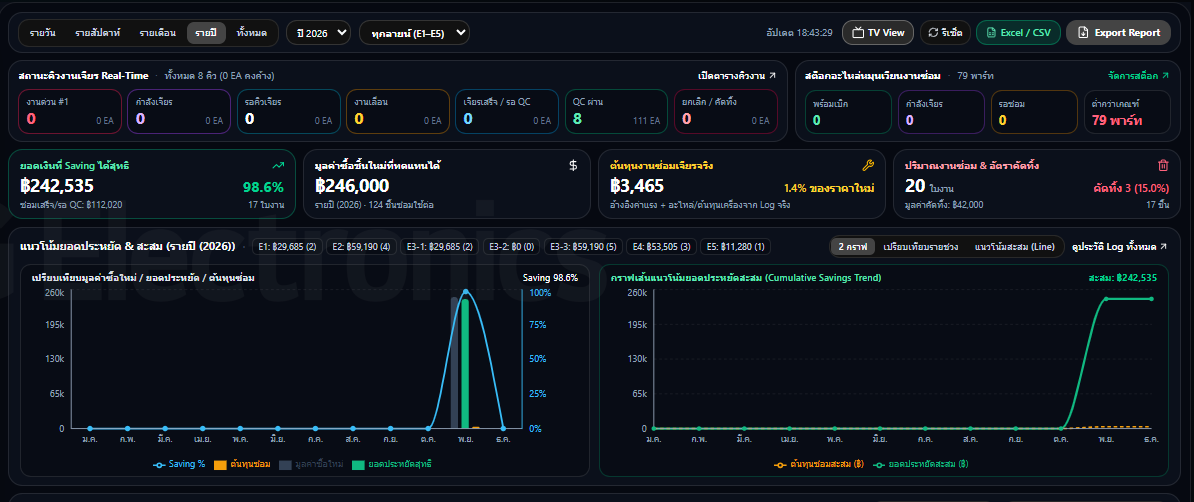 รายวัน รายสัปดาห์ รายเดือน รายปี ทั้งหมด ปี 2026 ทุกลายน์ (E1–E5) อัปเดต 18:43:29 TV View รีเซ็ต Excel / CSV Export Report
สถานะคิวงานเจียร Real-Time · ทั้งหมด 8 คิว (0 EA คงค้าง) เปิดตารางคิวงาน ↗
งานด่วน #1 กำลังเจียร รอคิวเจียร งานเลื่อน เจียรเสร็จ / รอ QC QC ผ่าน ยกเลิก / คัดทิ้ง
0 0 EA 0 0 EA 0 0 EA 0 0 EA 0 0 EA 8 111 EA 0 0 EA
สต็อกอะไหล่หมุนเวียนงานซ่อม · 79 พาร์ท จัดการสต็อก ↗
พร้อมเบิก กำลังเจียร รอซ่อม ต่ำกว่าเกณฑ์
0 0 0 79 พาร์ท
ยอดเงินที่ Saving ได้สุทธิ
฿242,535 98.6%
ซ่อมเสร็จ/รอ QC: ฿112,020 17 ใบงาน
มูลค่าซื้อชิ้นใหม่ที่ทดแทนได้ $
฿246,000
รายปี (2026) · 124 ชิ้นซ่อมใช้ต่อ
ต้นทุนงานซ่อมเจียรจริง
฿3,465 1.4% ของราคาใหม่
อ้างอิงค่าแรง + อะไหล่/ต้นทุนเครื่องจาก Log จริง
ปริมาณงานซ่อม & อัตราคัดทิ้ง
20 ใบงาน คัดทิ้ง 3 (15.0%)
มูลค่าคัดทิ้ง: ฿42,000 17 ชิ้น
Electronics
แนวโน้มยอดประหยัด & สะสม (รายปี (2026)) · E1: ฿29,685 (2) E2: ฿59,190 (4) E3-1: ฿29,685 (2) E3-2: ฿0 (0) E3-3: ฿59,190 (5) E4: ฿53,505 (3) E5: ฿11,280 (1) 2 กราฟ เปรียบเทียบรายช่วง แนวโน้มสะสม (Line) ดูประวัติ Log ทั้งหมด ↗
เปรียบเทียบมูลค่าซื้อใหม่ / ยอดประหยัด / ต้นทุนซ่อม Saving 98.6%
260k 100%
195k 75%
130k 50%
65k 25%
0 0%
ม.ค. ก.พ. มี.ค. เม.ย. พ.ค. มิ.ย. ก.ค. ส.ค. ก.ย. ต.ค. พ.ย. ธ.ค.
Saving % ต้นทุนซ่อม มูลค่าซื้อใหม่ ยอดประหยัดสุทธิ
กราฟเส้นแนวโน้มยอดประหยัดสะสม (Cumulative Savings Trend) สะสม: ฿242,535
260k
195k
130k
65k
0
ม.ค. ก.พ. มี.ค. เม.ย. พ.ค. มิ.ย. ก.ค. ส.ค. ก.ย. ต.ค. พ.ย. ธ.ค.
ต้นทุนซ่อมสะสม (฿) ยอดประหยัดสะสม (฿)